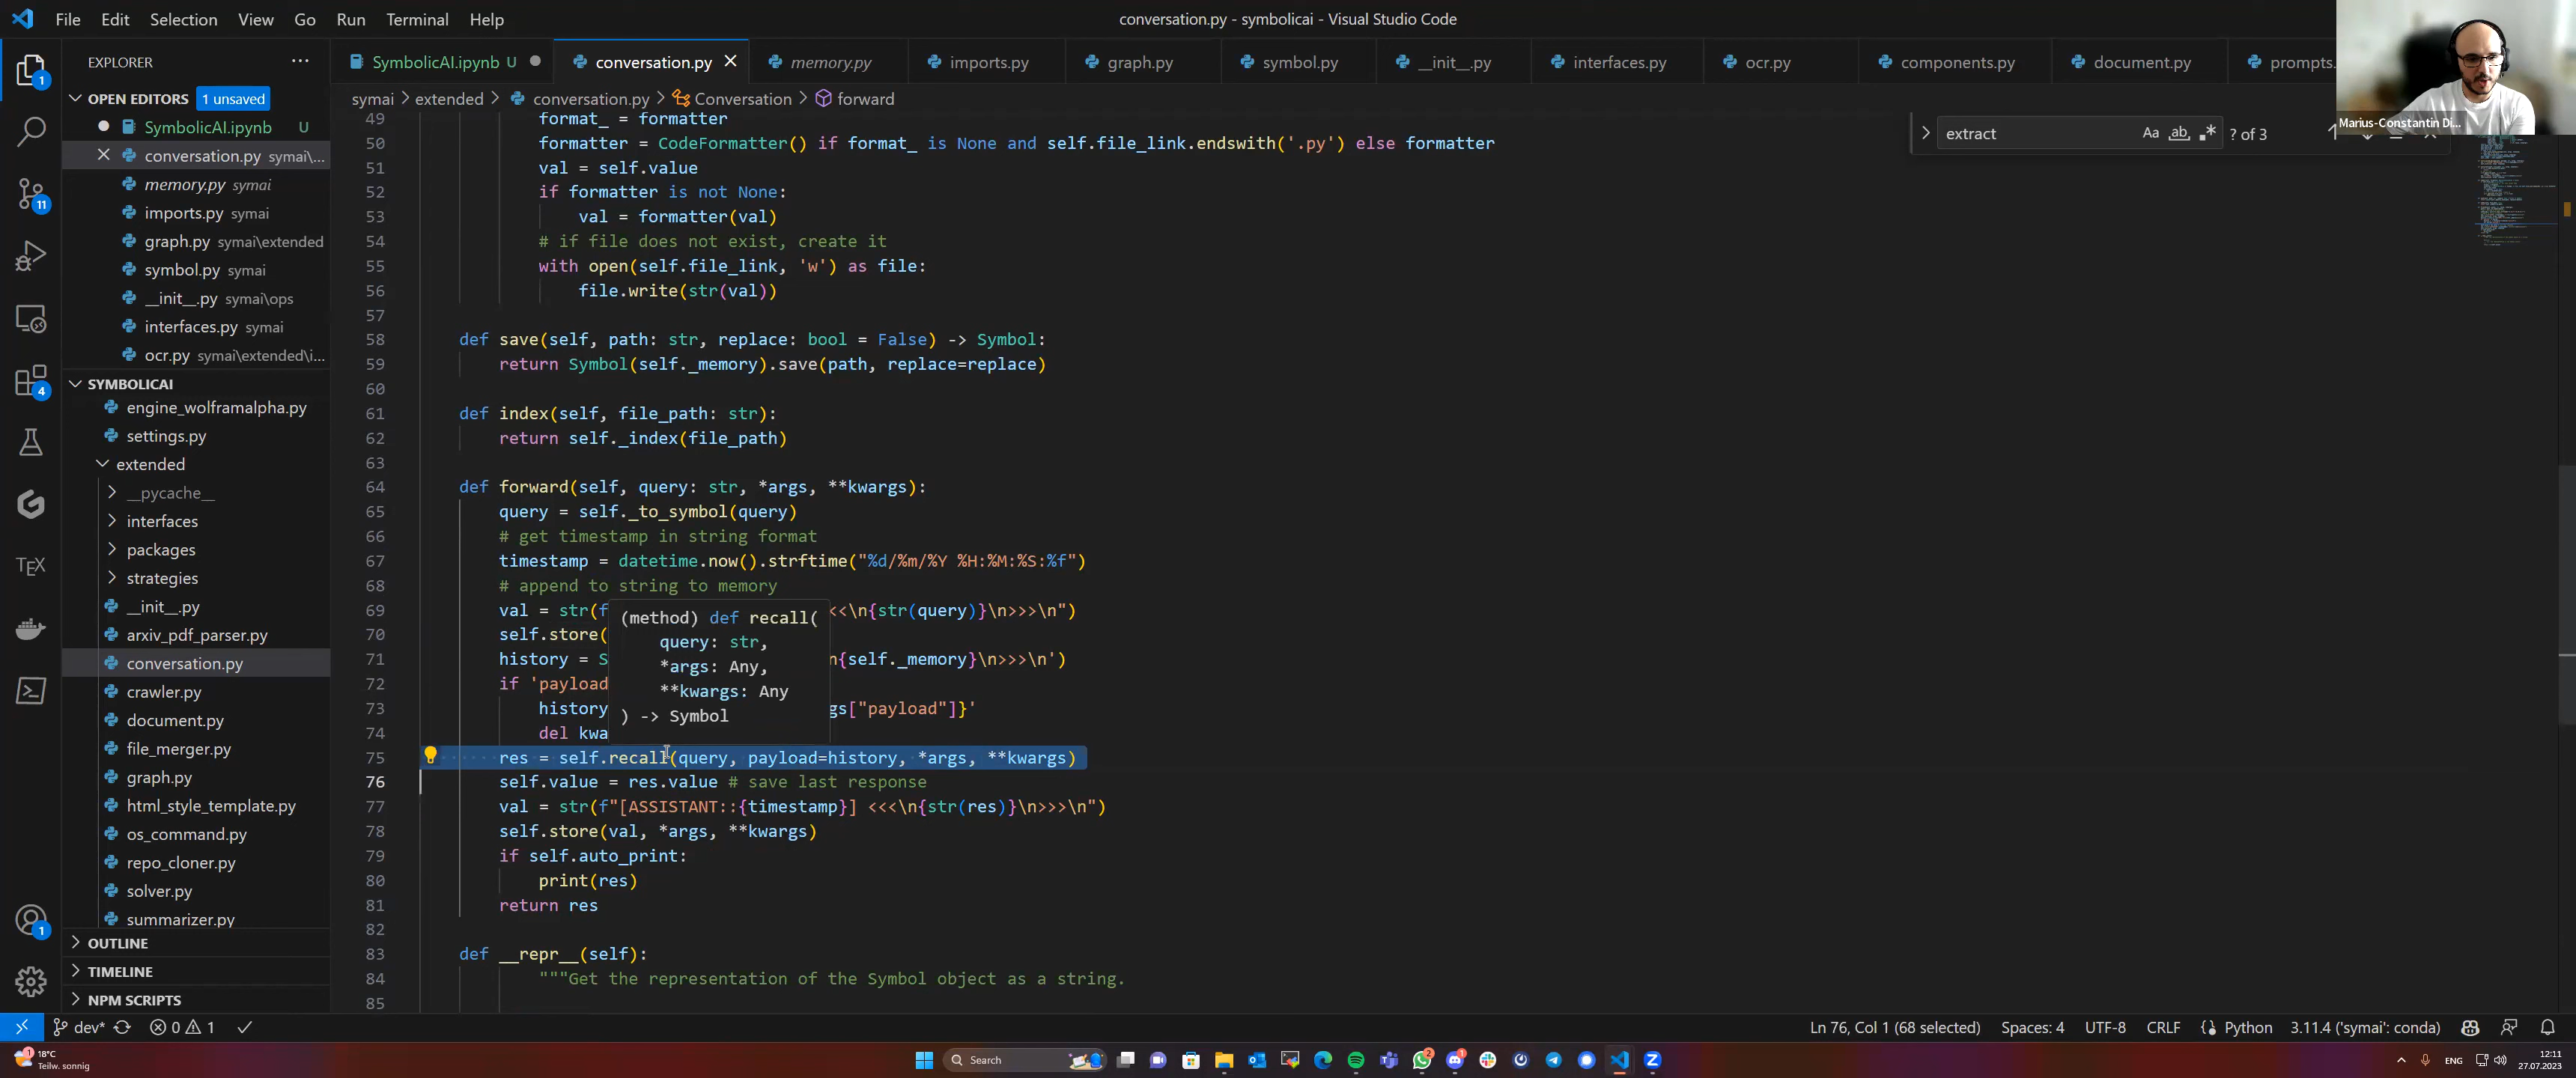 File Edit Selection View Go Run Terminal Help
conversation.py - symbolicai - Visual Studio Code
EXPLORER
SymbolicAI.ipynb U
conversation.py
memory.py
imports.py
graph.py
symbol.py
__init__.py
interfaces.py
ocr.py
components.py
document.py
prompts.
Marius-Constantin Di...
symai > extended > conversation.py > Conversation > forward
extract
Aa ab ? of 3
OPEN EDITORS 1 unsaved
SymbolicAI.ipynb U
conversation.py symai\...
memory.py symai
imports.py symai
graph.py symai\extended
symbol.py symai
__init__.py symai\ops
interfaces.py symai
ocr.py symai\extended\i...
SYMBOLICAI
engine_wolframalpha.py
settings.py
extended
__pycache__
interfaces
packages
strategies
__init__.py
arxiv_pdf_parser.py
conversation.py
crawler.py
document.py
file_merger.py
graph.py
html_style_template.py
os_command.py
repo_cloner.py
solver.py
summarizer.py
OUTLINE
TIMELINE
NPM SCRIPTS
1
11
4
TEX
1
49 format_ = formatter
50 formatter = CodeFormatter() if format_ is None and self.file_link.endswith('.py') else formatter
51 val = self.value
52 if formatter is not None:
53 val = formatter(val)
54 # if file does not exist, create it
55 with open(self.file_link, 'w') as file:
56 file.write(str(val))
57
58 def save(self, path: str, replace: bool = False) -> Symbol:
59 return Symbol(self._memory).save(path, replace=replace)
60
61 def index(self, file_path: str):
62 return self._index(file_path)
63
64 def forward(self, query: str, *args, **kwargs):
65 query = self._to_symbol(query)
66 # get timestamp in string format
67 timestamp = datetime.now().strftime("%d/%m/%Y %H:%M:%S:%f")
68 # append to string to memory
69 val = str(f <<\n{str(query)}\n>>>\n")
70 self.store(
71 history = S n{self._memory}\n>>>\n')
72 if 'payload
73 history gs["payload"]}'
74 del kwa
75 res = self.recall(query, payload=history, *args, **kwargs)
76 self.value = res.value # save last response
77 val = str(f"[ASSISTANT::{timestamp}] <<<\n{str(res)}\n>>>\n")
78 self.store(val, *args, **kwargs)
79 if self.auto_print:
80 print(res)
81 return res
82
83 def __repr__(self):
84 """Get the representation of the Symbol object as a string.
85
(method) def recall(
query: str,
*args: Any,
**kwargs: Any
) -> Symbol
dev* 0 1
Ln 76, Col 1 (68 selected) Spaces: 4 UTF-8 CRLF Python 3.11.4 ('symai': conda)
18°C
Teilw. sonnig
Search
ENG
12:11
27.07.2023